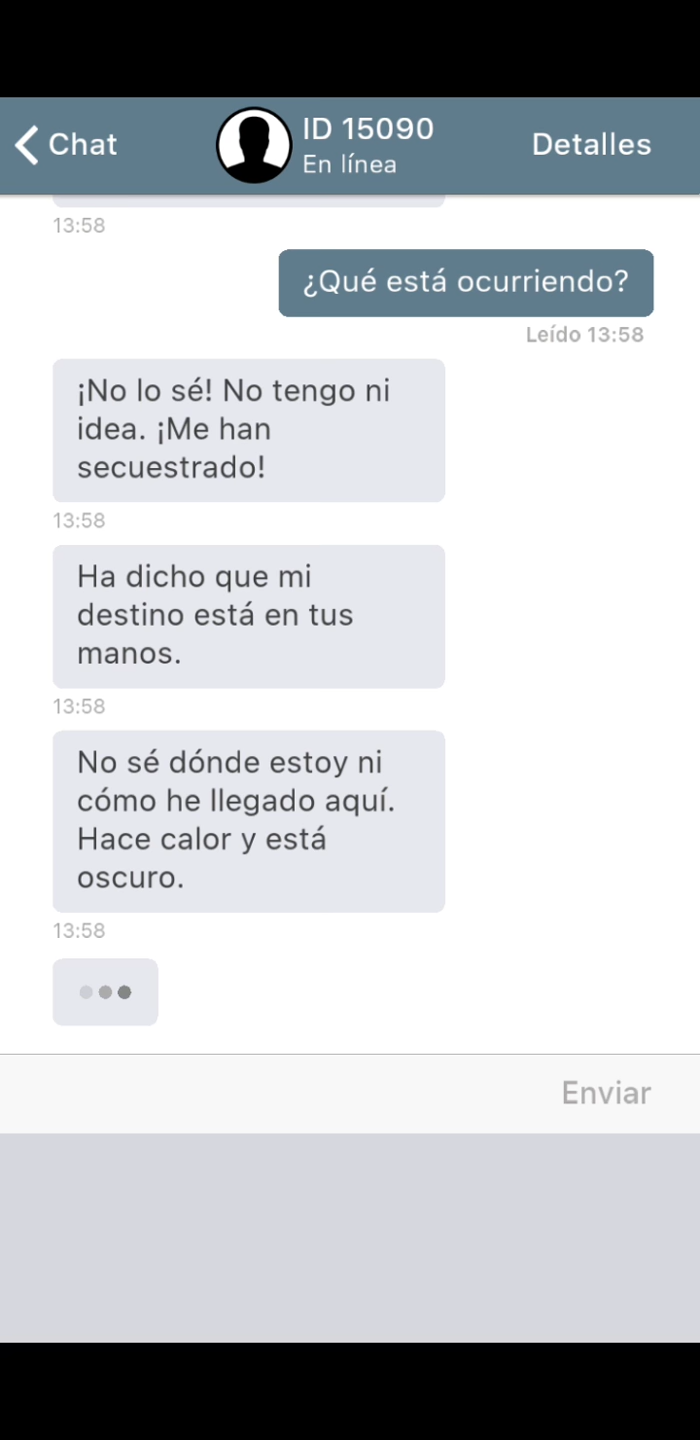 Chat
ID 15090
En línea
Detalles
13:58
¿Qué está ocurriendo?
Leído 13:58
¡No lo sé! No tengo ni
idea. ¡Me han
secuestrado!
13:58
Ha dicho que mi
destino está en tus
manos.
13:58
No sé dónde estoy ni
cómo he llegado aquí.
Hace calor y está
oscuro.
13:58
Enviar